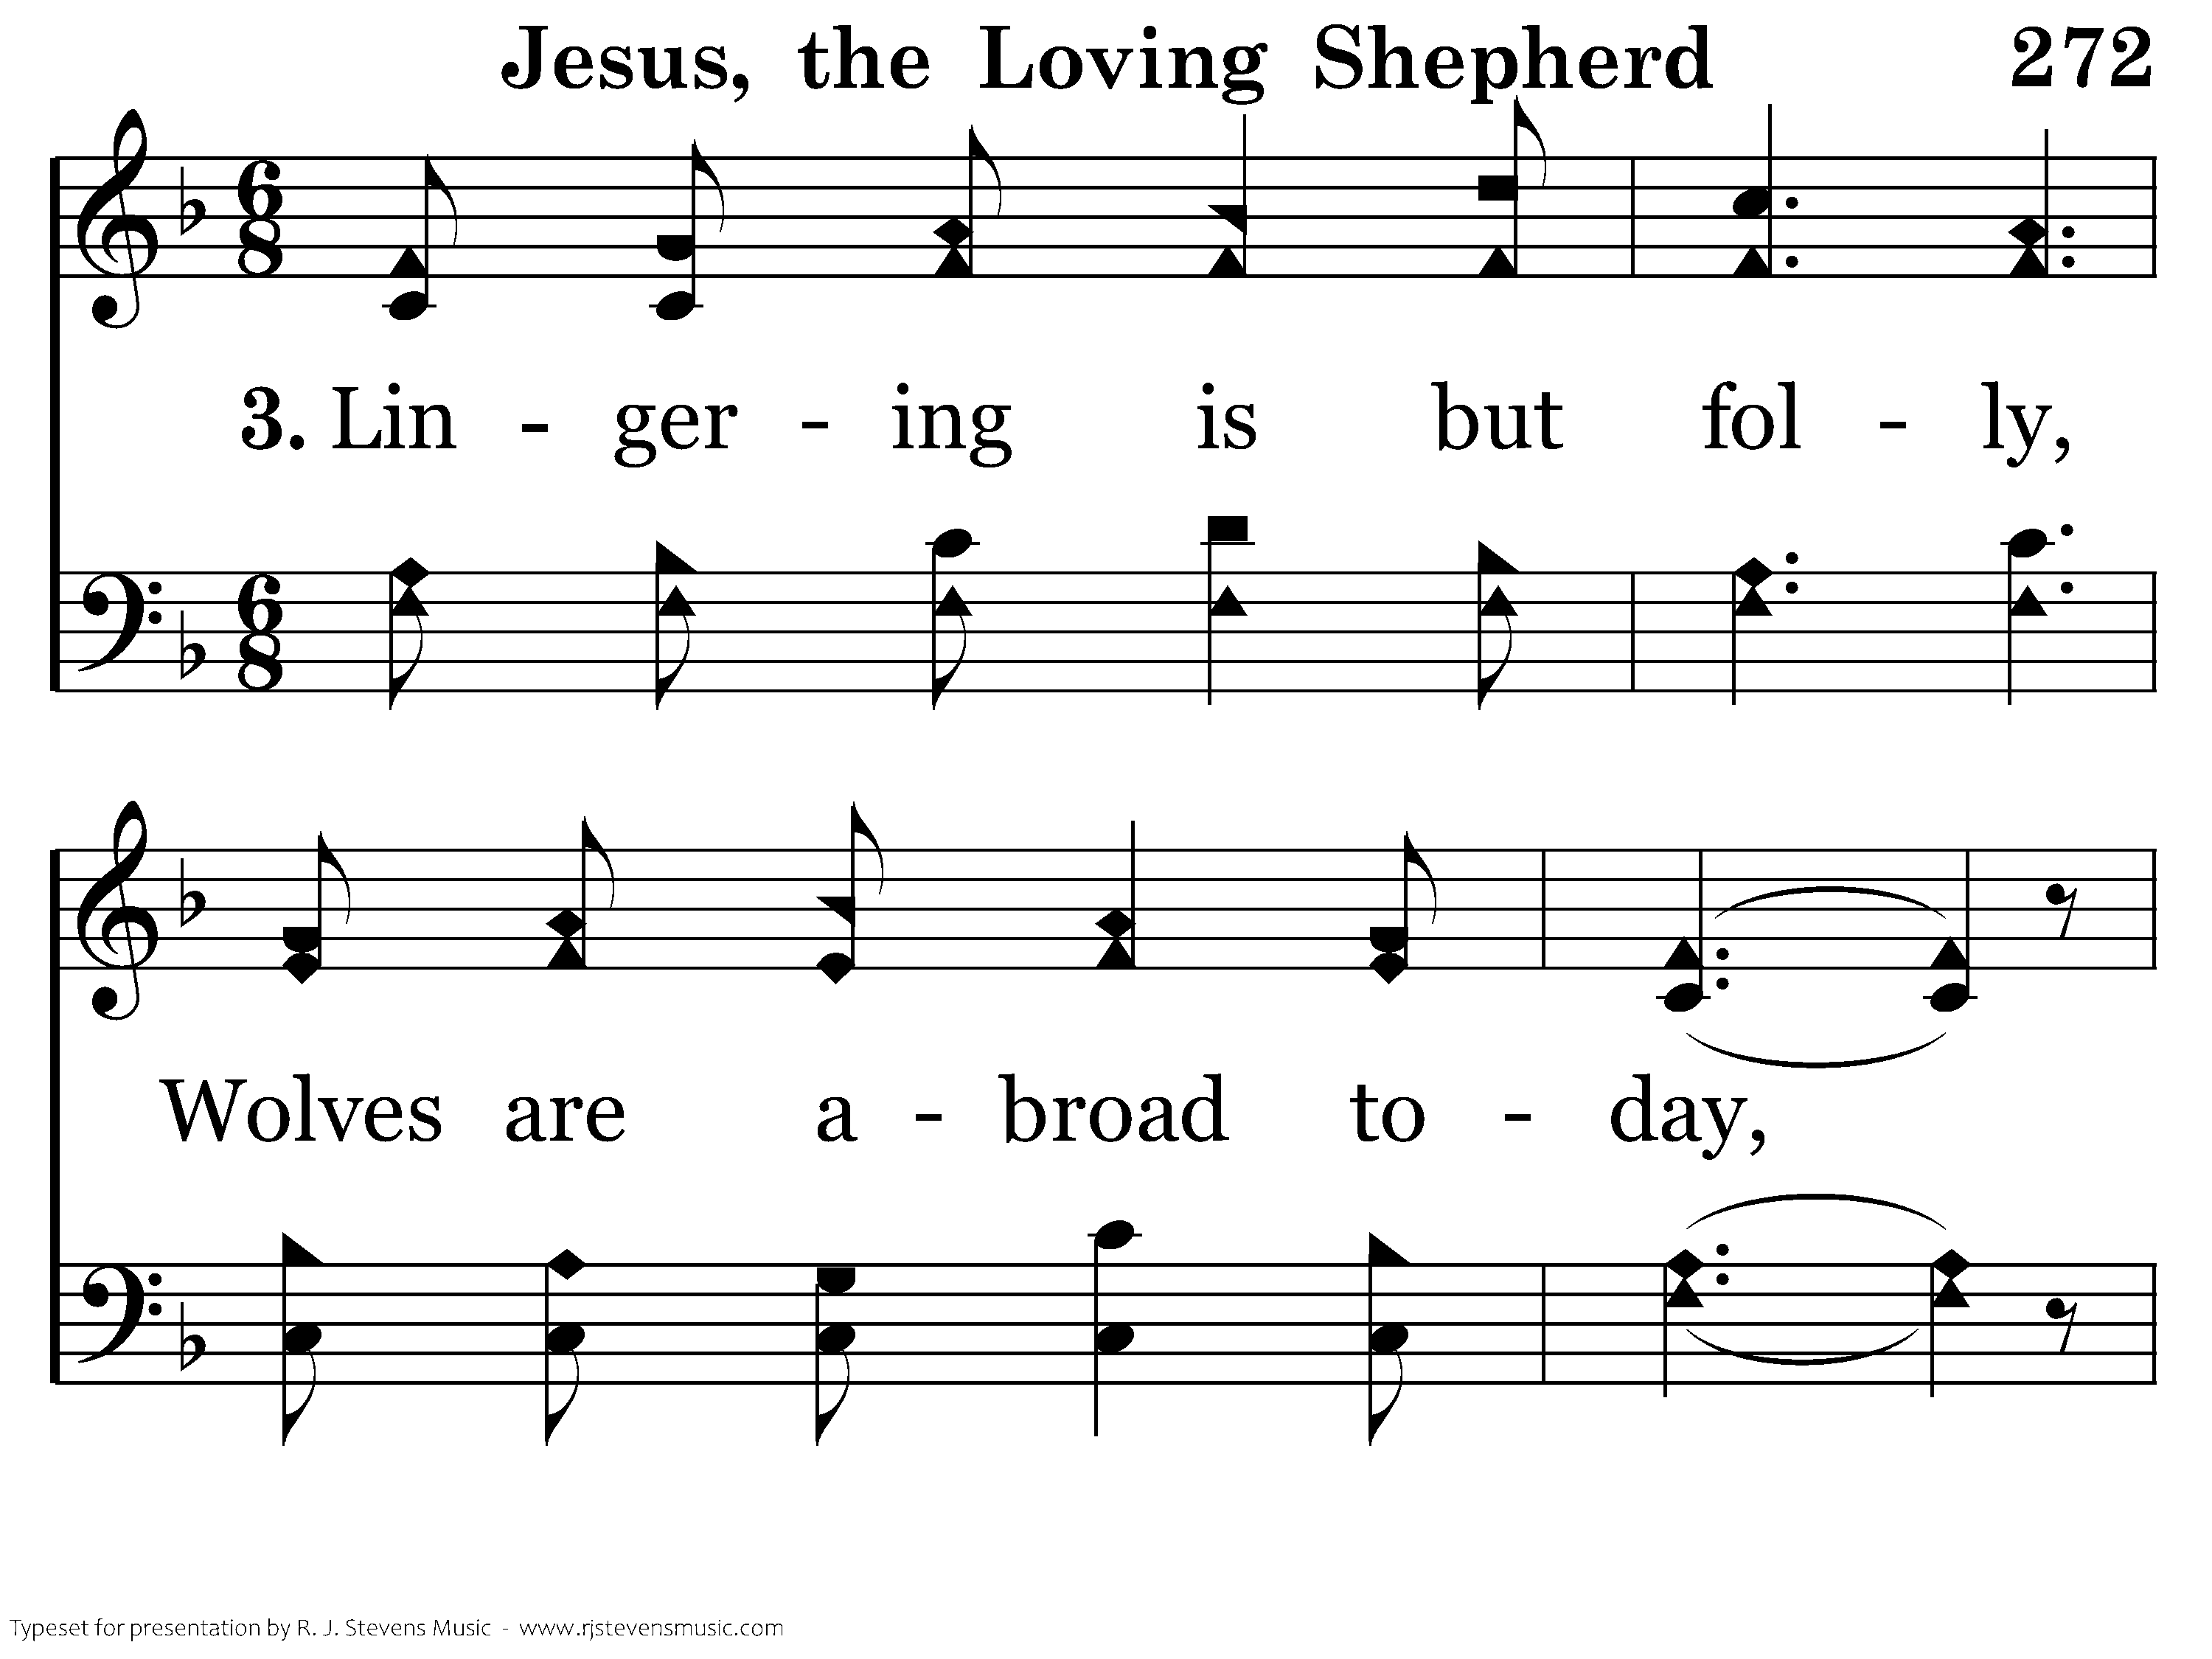 Jesus, the Loving Shepherd 272
3. Lin - ger - ing is but fol - ly,
Wolves are a - broad to - day,
Typeset for presentation by R. J. Stevens Music - www.rjstevensmusic.com